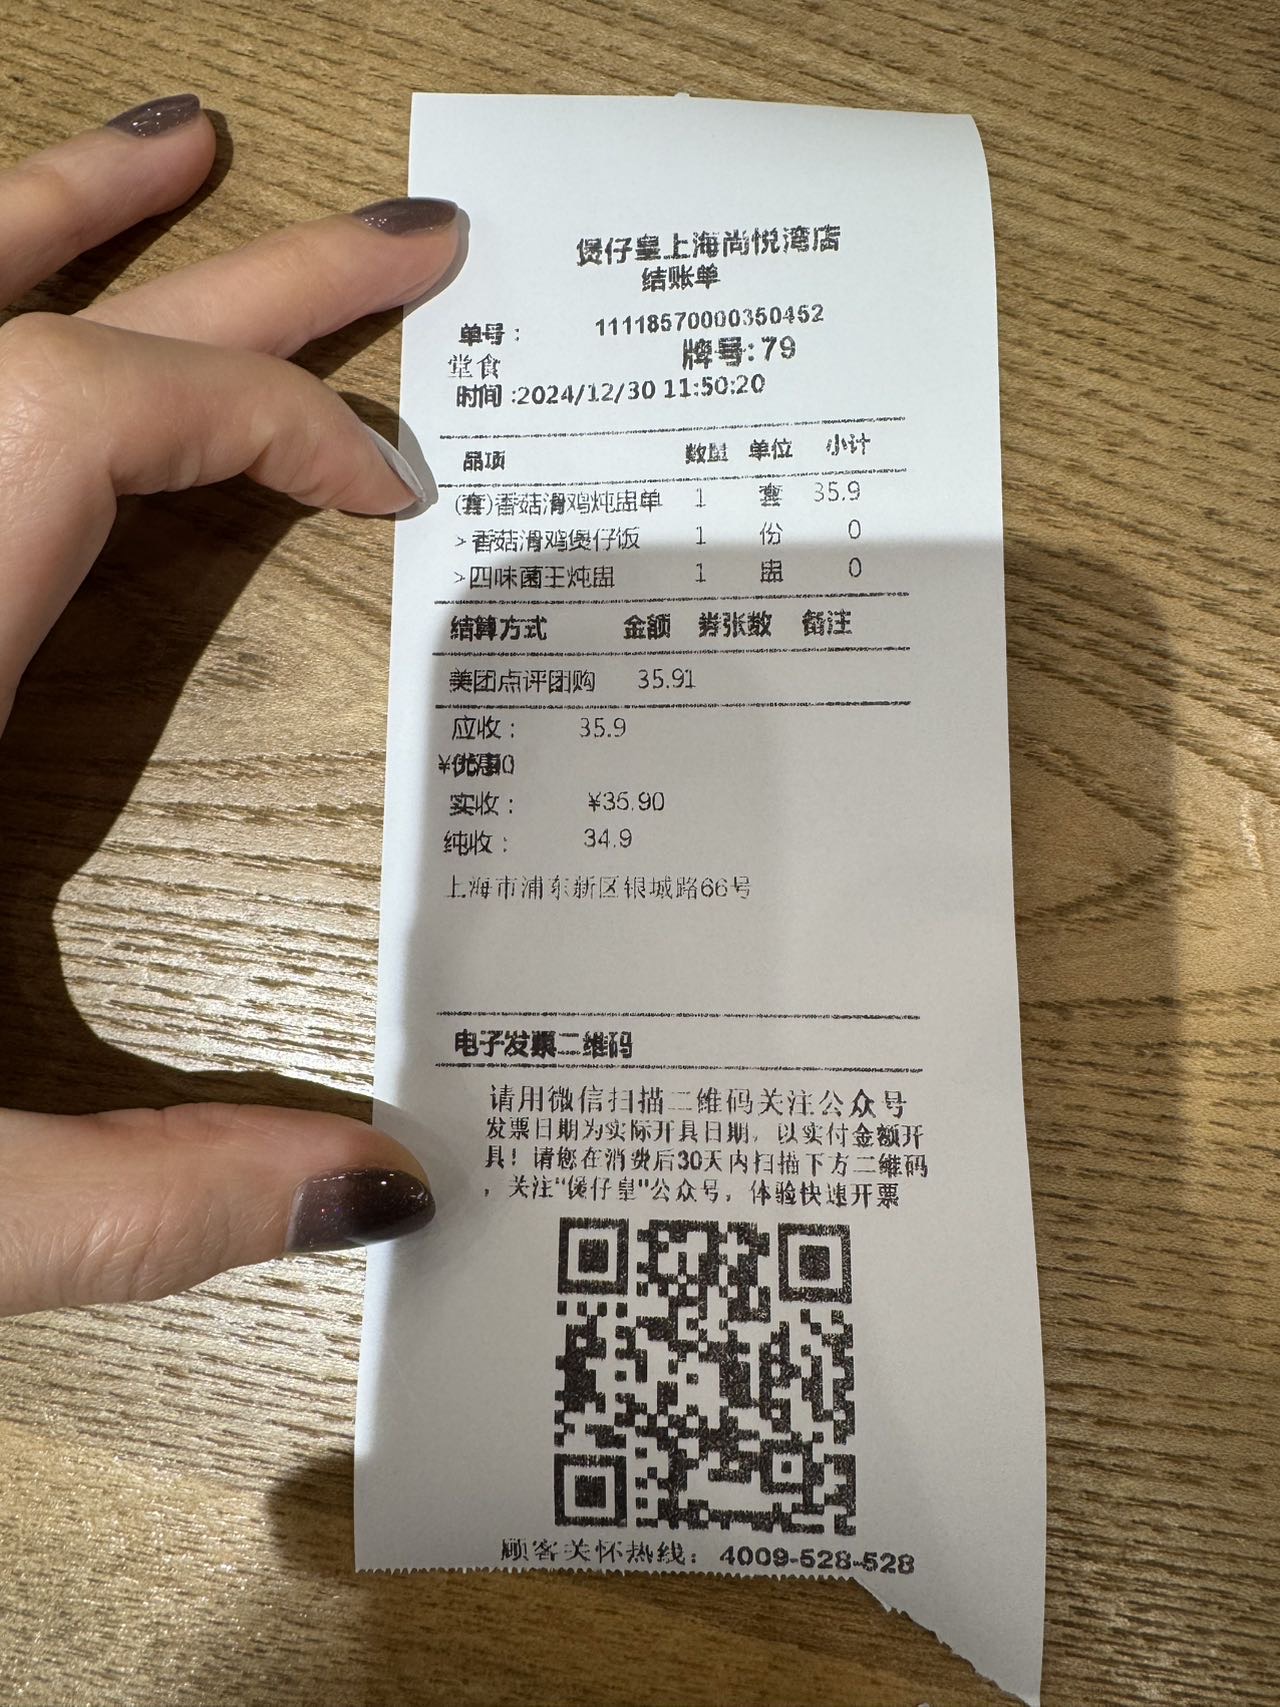 煲仔皇上海尚悦湾店
结账单
单号： 11118570000350452
堂食 牌号:79
时间:2024/12/30 11:50:20
品项 数量 单位 小计
(套)香菇滑鸡炖盅单 1 套 35.9
>香菇滑鸡煲仔饭 1 份 0
>四味菌王炖盅 1 盅 0
结算方式 金额 券张数 备注
美团点评团购 35.91
应收： 35.9
优惠
实收： ¥35.90
纯收： 34.9
上海市浦东新区银城路66号
电子发票二维码
请用微信扫描二维码关注公众号
发票日期为实际开具日期，以实付金额开
具！请您在消费后30天内扫描下方二维码
，关注"煲仔皇"公众号，体验快速开票
顾客关怀热线：4009-528-528